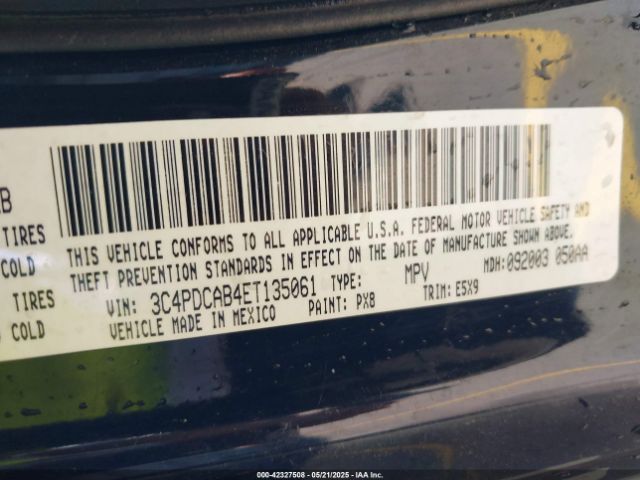 B
TIRES
COLD
TIRES
COLD
THIS VEHICLE CONFORMS TO ALL APPLICABLE U.S.A. FEDERAL MOTOR VEHICLE SAFETY AND
THEFT PREVENTION STANDARDS IN EFFECT ON THE DATE OF MANUFACTURE SHOWN ABOVE.
VIN: 3C4PDCAB4ET135061 TYPE: MPV MDH: 092003 050AA
VEHICLE MADE IN MEXICO PAINT: PX8 TRIM: E5X9
000-42327508 - 05/21/2025 - IAA Inc.